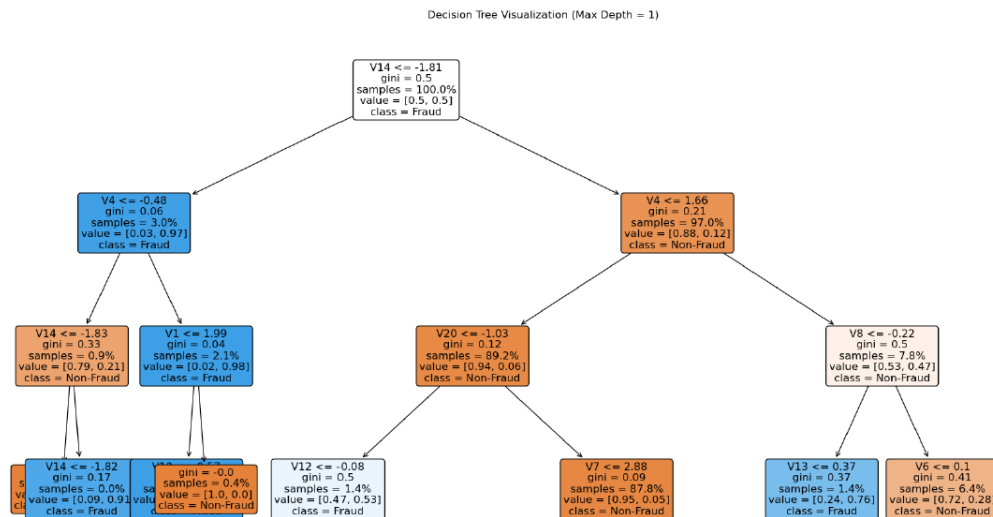 Decision Tree Visualization (Max Depth = 1)
V14 <= -1.81
gini = 0.5
samples = 100.0%
value = [0.5, 0.5]
class = Fraud
V4 <= -0.48
gini = 0.06
samples = 3.0%
value = [0.03, 0.97]
class = Fraud
V4 <= 1.66
gini = 0.21
samples = 97.0%
value = [0.88, 0.12]
class = Non-Fraud
V14 <= -1.83
gini = 0.33
samples = 0.9%
value = [0.79, 0.21]
class = Non-Fraud
V1 <= 1.99
gini = 0.04
samples = 2.1%
value = [0.02, 0.98]
class = Fraud
V20 <= -1.03
gini = 0.12
samples = 89.2%
value = [0.94, 0.06]
class = Non-Fraud
V8 <= -0.22
gini = 0.5
samples = 7.8%
value = [0.53, 0.47]
class = Non-Fraud
V14 <= -1.82
gini = 0.17
samples = 0.0%
value = [0.09, 0.91
class = Fraud
gini = -0.0
samples = 0.4%
value = [1.0, 0.0]
class = Non-Fraud
V12 <= -0.08
gini = 0.5
samples = 1.4%
value = [0.47, 0.53]
class = Fraud
V7 <= 2.88
gini = 0.09
samples = 87.8%
value = [0.95, 0.05]
class = Non-Fraud
V13 <= 0.37
gini = 0.37
samples = 1.4%
value = [0.24, 0.76]
class = Fraud
V6 <= 0.1
gini = 0.41
samples = 6.4%
value = [0.72, 0.28
class = Non-Fraud